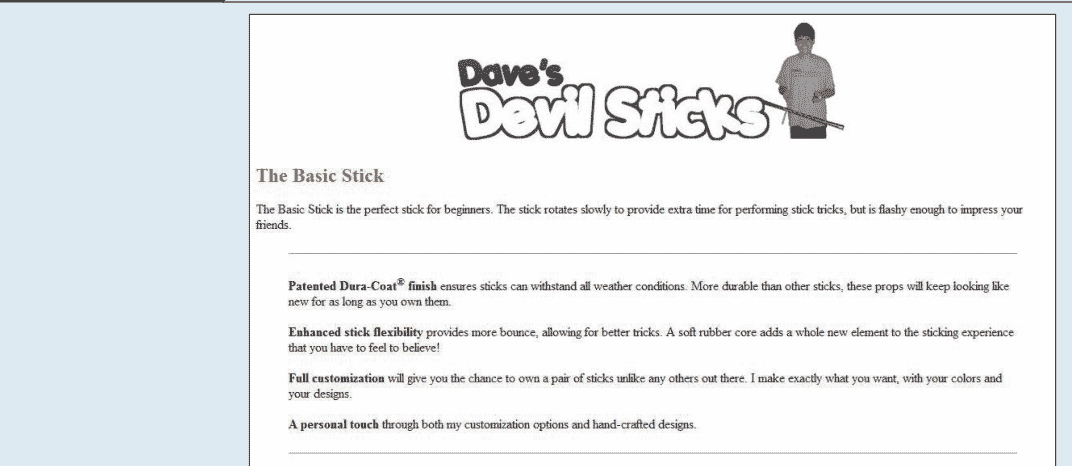 Dave's
Devil Sticks
The Basic Stick
The Basic Stick is the perfect stick for beginners. The stick rotates slowly to provide extra time for performing stick tricks, but is flashy enough to impress your
friends.
Patented Dura-Coat® finish ensures sticks can withstand all weather conditions. More durable than other sticks, these props will keep looking like
new for as long as you own them.
Enhanced stick flexibility provides more bounce, allowing for better tricks. A soft rubber core adds a whole new element to the sticking experience
that you have to feel to believe!
Full customization will give you the chance to own a pair of sticks unlike any others out there. I make exactly what you want, with your colors and
your designs.
A personal touch through both my customization options and hand-crafted designs.